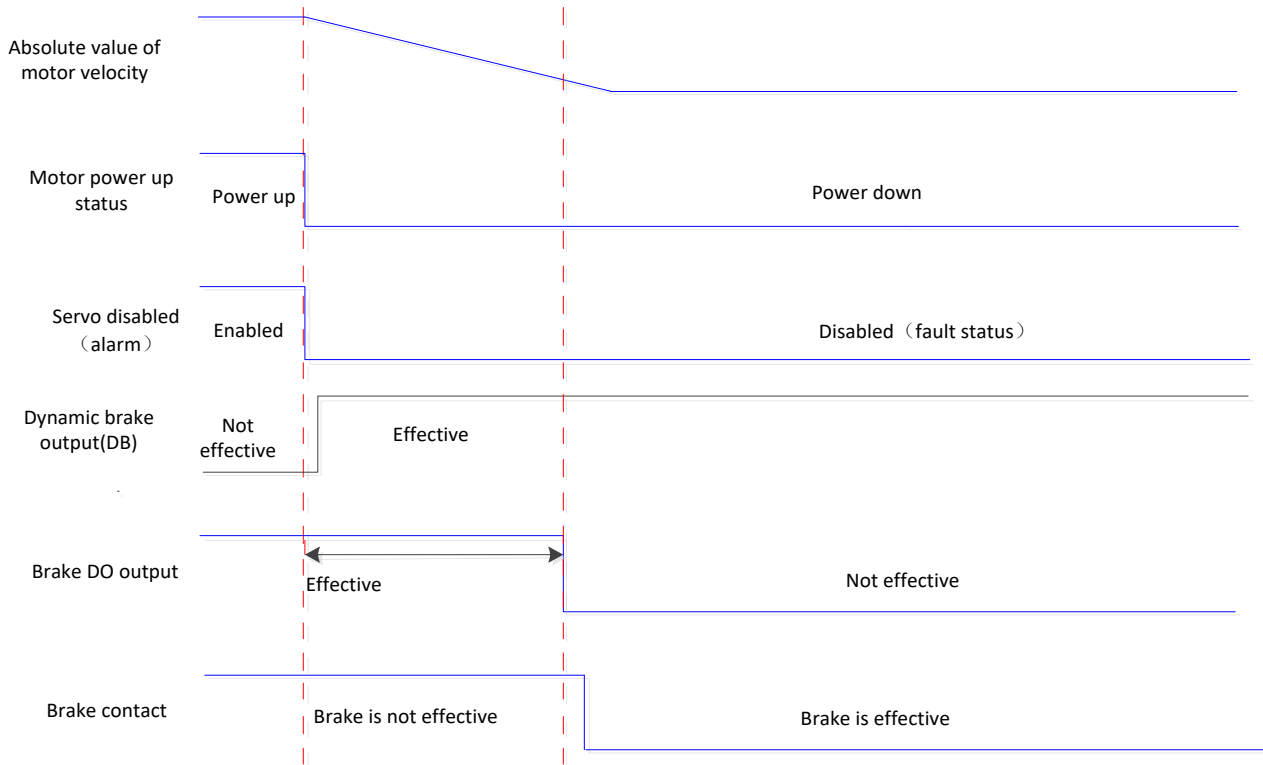 Absolute value of
motor velocity
Motor power up
status
Power up
Power down
Servo disabled
（alarm）
Enabled
Disabled（fault status）
Dynamic brake
output(DB)
Not
effective
Effective
Brake DO output
Effective
Not effective
Brake contact
Brake is not effective
Brake is effective